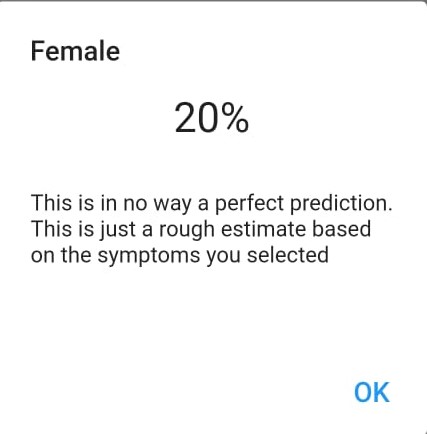 Female
20%
This is in no way a perfect prediction.
This is just a rough estimate based
on the symptoms you selected
OK